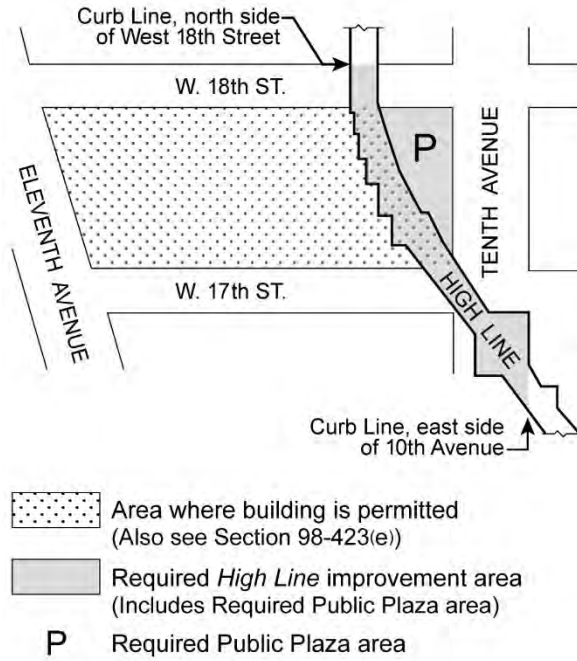 Curb Line, north side
of West 18th Street
W. 18th ST.
P
TENTH AVENUE
ELEVENTH AVENUE
W. 17th ST.
HIGH LINE
Curb Line, east side
of 10th Avenue
Area where building is permitted
(Also see Section 98-423(e))
Required High Line improvement area
(Includes Required Public Plaza area)
P Required Public Plaza area